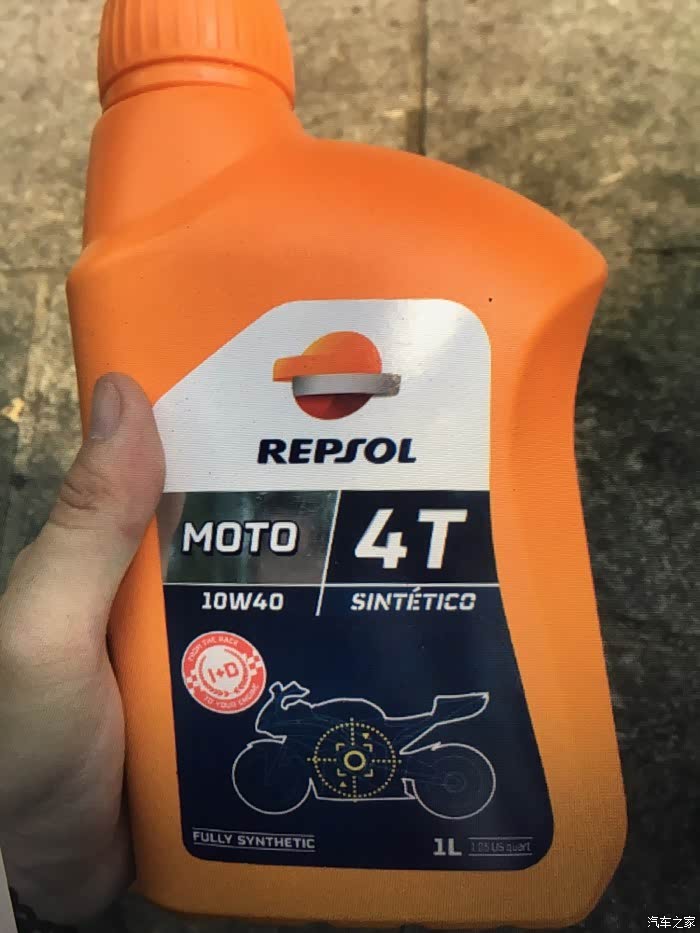 REPSOL
MOTO 4T
10W40 SINTÉTICO
FROM THE RACE
I+D
TO YOUR ENGINE
FULLY SYNTHETIC
1L 1.05 US quart
汽车之家